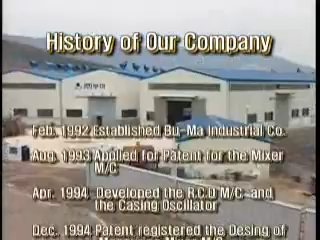 History of Our Company
Feb. 1992 Established Bu-Ma Industrial Co.
Aug. 1993 Applied for Patent for the Mixer
M/C
Apr. 1994 Developed the R.C.D M/C and
the Casing Oscillator
Dec. 1994 Patent registered the Desing of
Mixer M/C